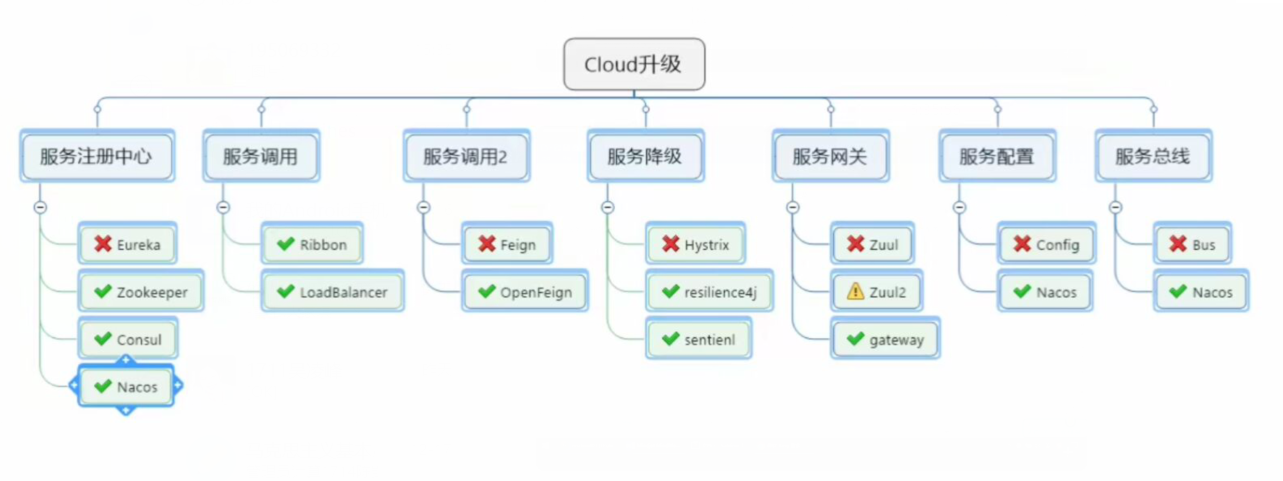 Cloud升级
服务注册中心
服务调用
服务调用2
服务降级
服务网关
服务配置
服务总线
Eureka
Ribbon
Feign
Hystrix
Zuul
Config
Bus
Zookeeper
LoadBalancer
OpenFeign
resilience4j
Zuul2
Nacos
Nacos
Consul
sentienl
gateway
Nacos